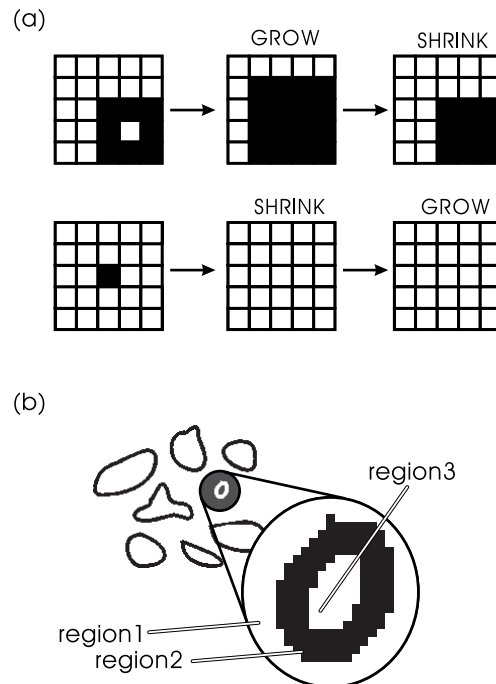 (a)
GROW
SHRINK
SHRINK
GROW
(b)
region3
region1
region2